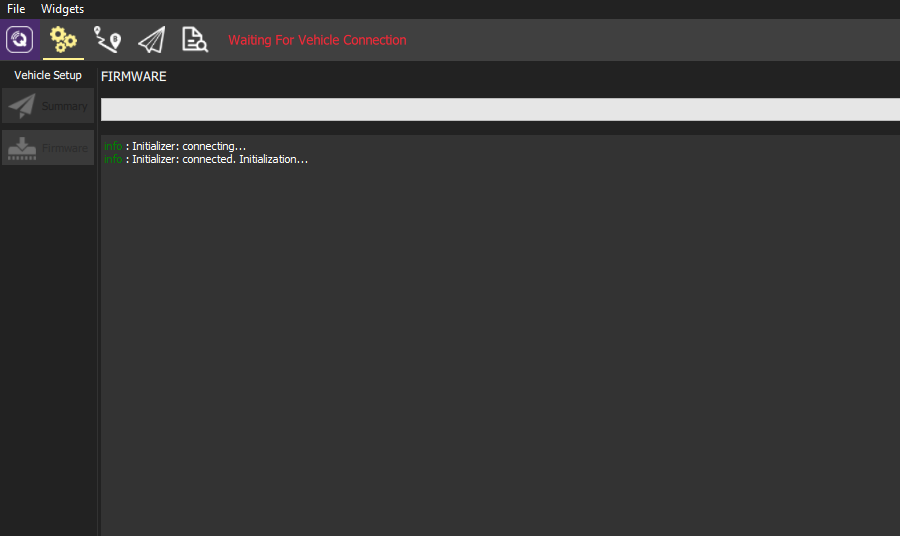 File Widgets
Waiting For Vehicle Connection
Vehicle Setup
Summary
Firmware
FIRMWARE
info : Initializer: connecting...
info : Initializer: connected. Initialization...